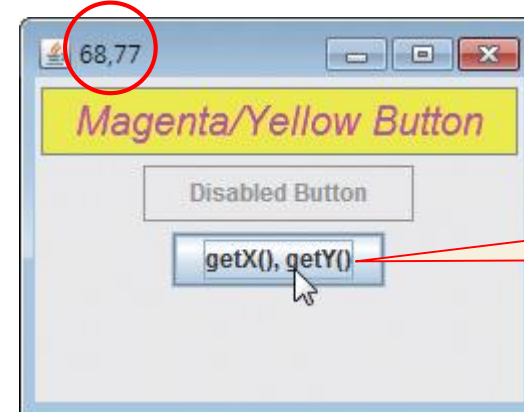 68,77
Magenta/Yellow Button
Disabled Button
getX(), getY()